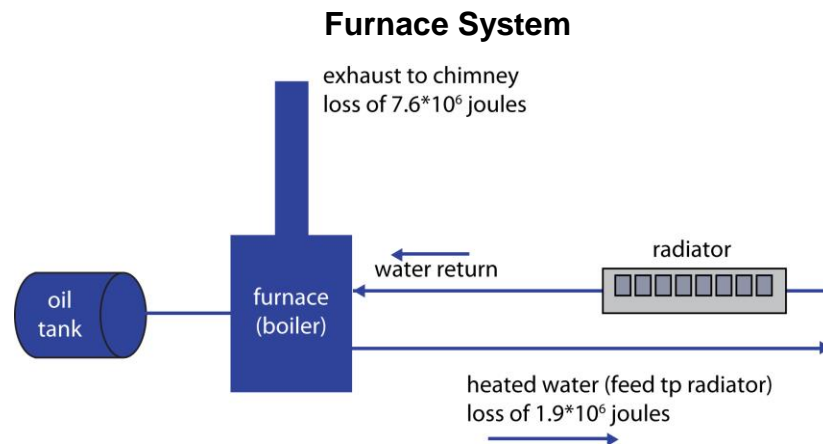 Furnace System
exhaust to chimney
loss of 7.6*10⁶ joules
radiator
water return
oil
tank
furnace
(boiler)
heated water (feed tp radiator)
loss of 1.9*10⁶ joules